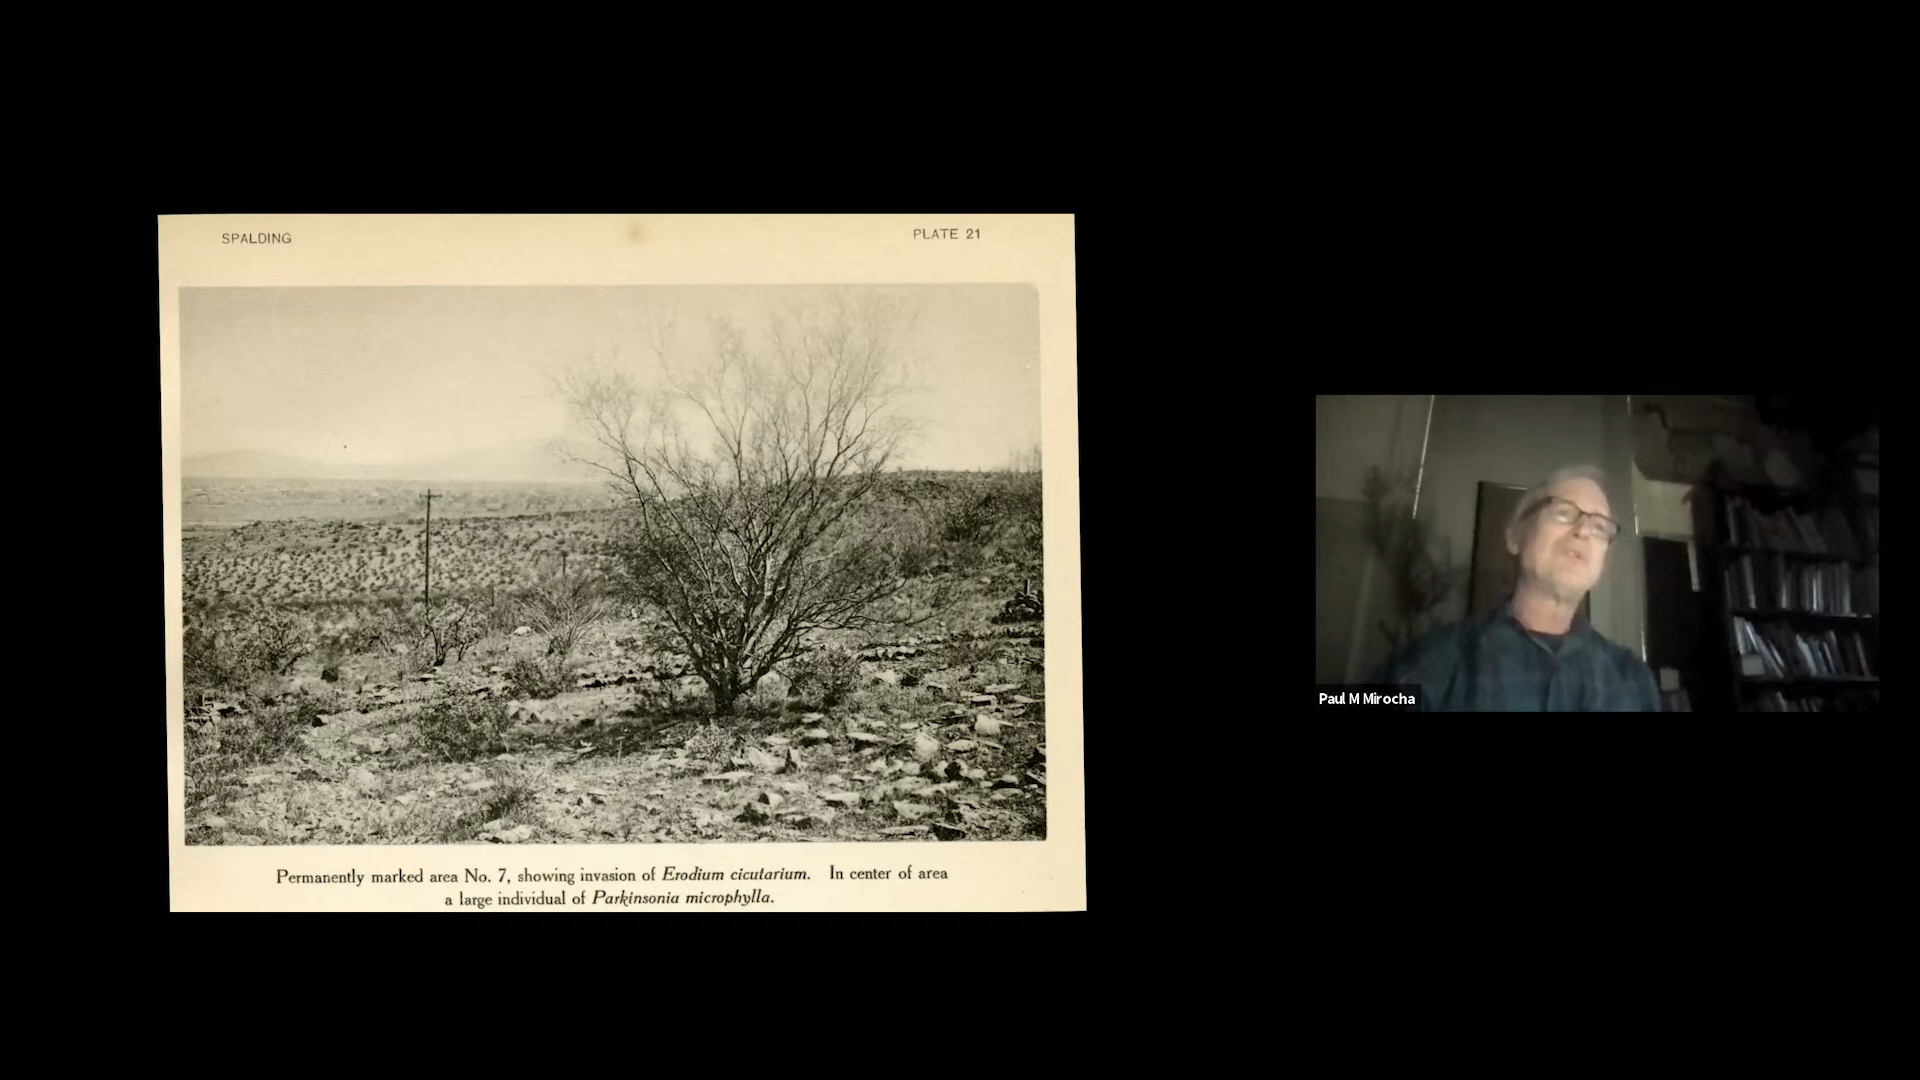 SPALDING
PLATE 21
Permanently marked area No. 7, showing invasion of Erodium cicutarium. In center of area
a large individual of Parkinsonia microphylla.
Paul M Mirocha